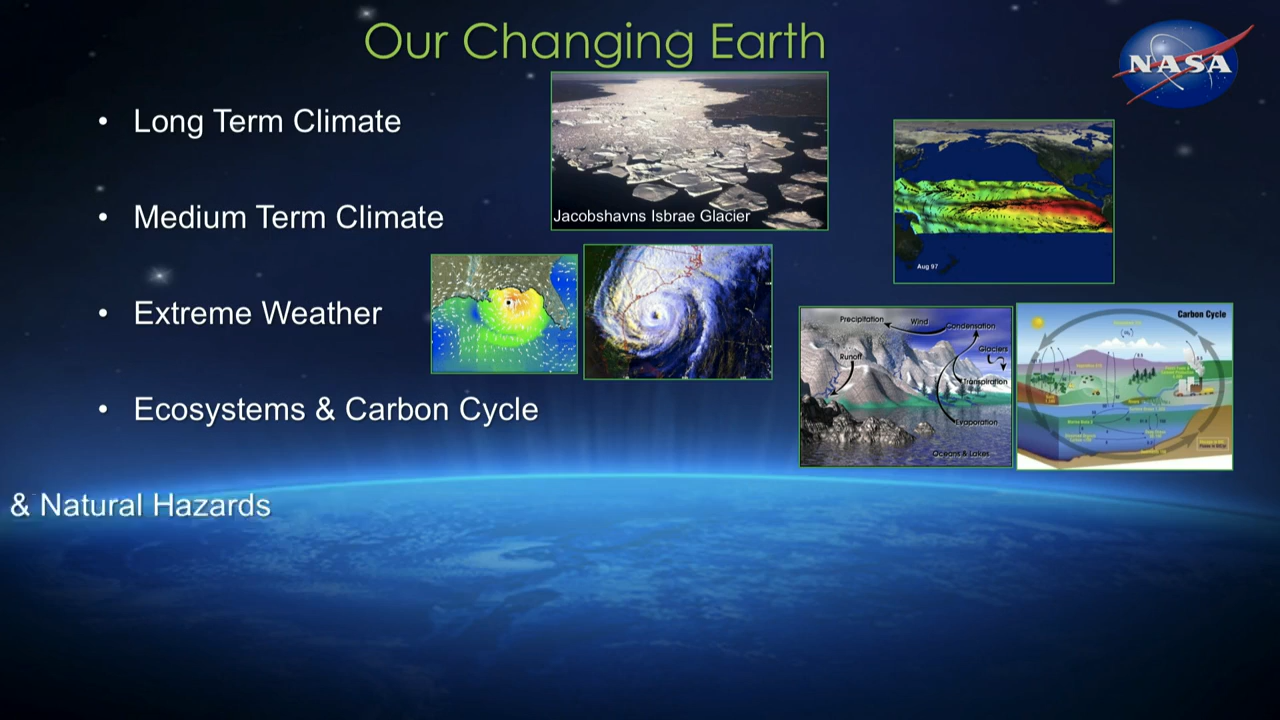 Our Changing Earth
NASA
• Long Term Climate
Jacobshavns Isbrae Glacier
• Medium Term Climate
Aug 97
• Extreme Weather
• Ecosystems & Carbon Cycle
Precipitation
Wind
Condensation
Glaciers
Runoff
Transpiration
Evaporation
Oceans & Lakes
Carbon Cycle
& Natural Hazards